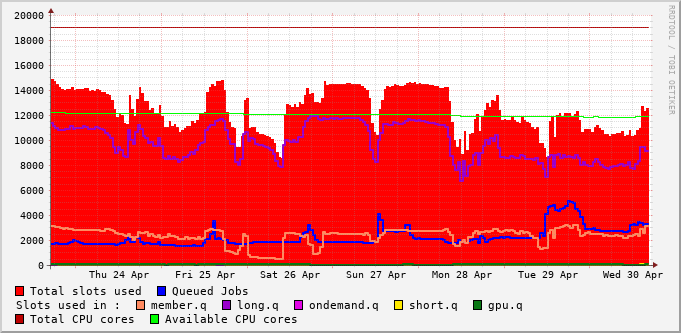 RRDTOOL / TOBI OETIKER
20000
18000
16000
14000
12000
10000
8000
6000
4000
2000
0
Thu 24 Apr Fri 25 Apr Sat 26 Apr Sun 27 Apr Mon 28 Apr Tue 29 Apr Wed 30 Apr
Total slots used Queued Jobs
Slots used in : member.q long.q ondemand.q short.q gpu.q
Total CPU cores Available CPU cores